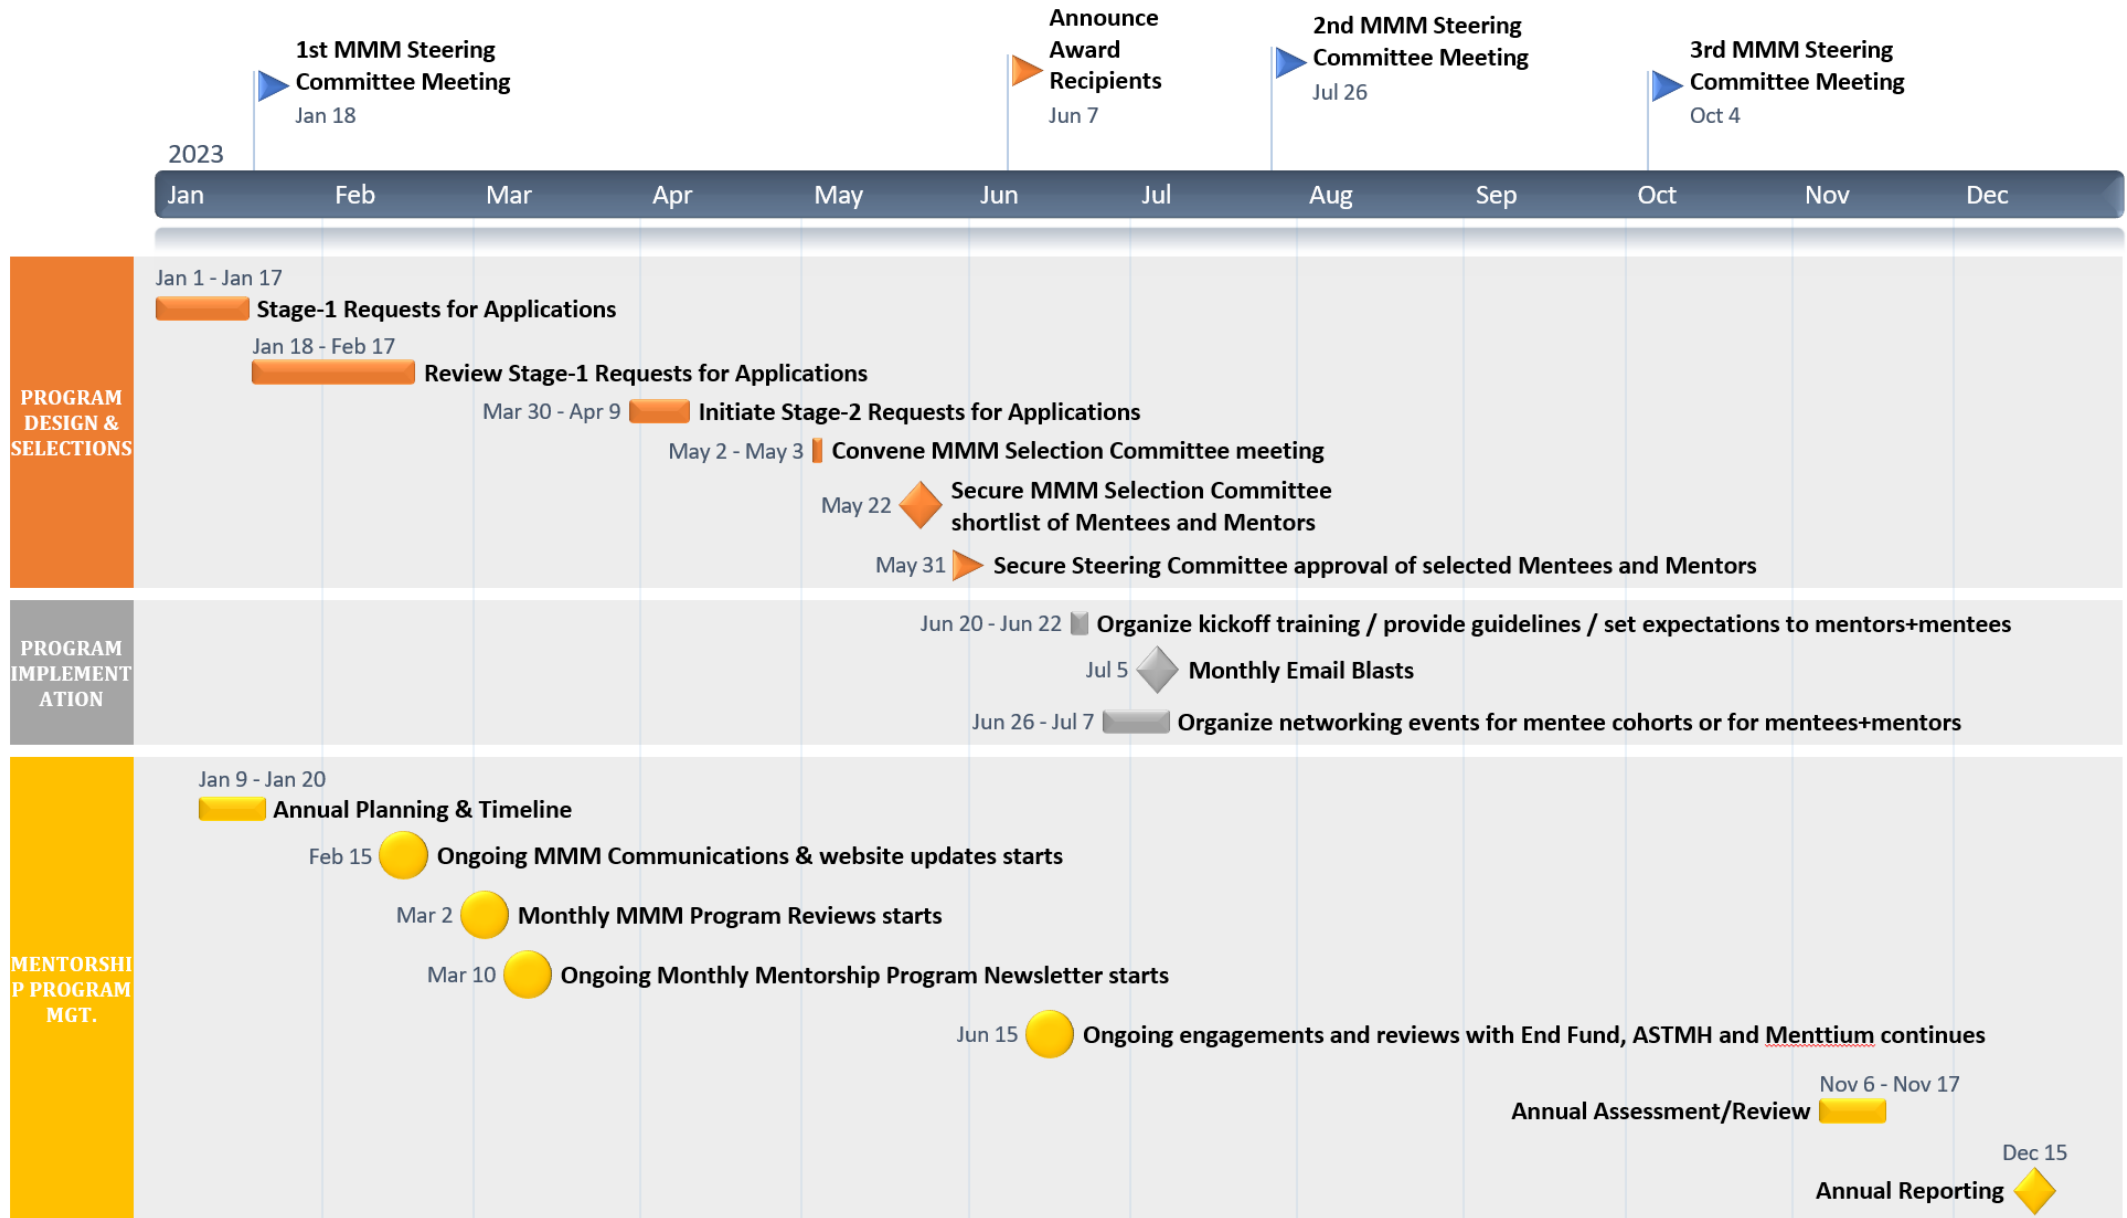 1st MMM Steering
Committee Meeting
Jan 18
Announce
Award
Recipients
Jun 7
2nd MMM Steering
Committee Meeting
Jul 26
3rd MMM Steering
Committee Meeting
Oct 4
2023
Jan Feb Mar Apr May Jun Jul Aug Sep Oct Nov Dec
PROGRAM
DESIGN &
SELECTIONS
Jan 1 - Jan 17
Stage-1 Requests for Applications
Jan 18 - Feb 17
Review Stage-1 Requests for Applications
Mar 30 - Apr 9 Initiate Stage-2 Requests for Applications
May 2 - May 3 Convene MMM Selection Committee meeting
May 22
Secure MMM Selection Committee
shortlist of Mentees and Mentors
May 31 Secure Steering Committee approval of selected Mentees and Mentors
PROGRAM
IMPLEMENT
ATION
Jun 20 - Jun 22 Organize kickoff training / provide guidelines / set expectations to mentors+mentees
Jul 5 Monthly Email Blasts
Jun 26 - Jul 7 Organize networking events for mentee cohorts or for mentees+mentors
MENTORSHI
P PROGRAM
MGT.
Jan 9 - Jan 20
Annual Planning & Timeline
Feb 15 Ongoing MMM Communications & website updates starts
Mar 2 Monthly MMM Program Reviews starts
Mar 10 Ongoing Monthly Mentorship Program Newsletter starts
Jun 15 Ongoing engagements and reviews with End Fund, ASTMH and Menttium continues
Nov 6 - Nov 17
Annual Assessment/Review
Dec 15
Annual Reporting